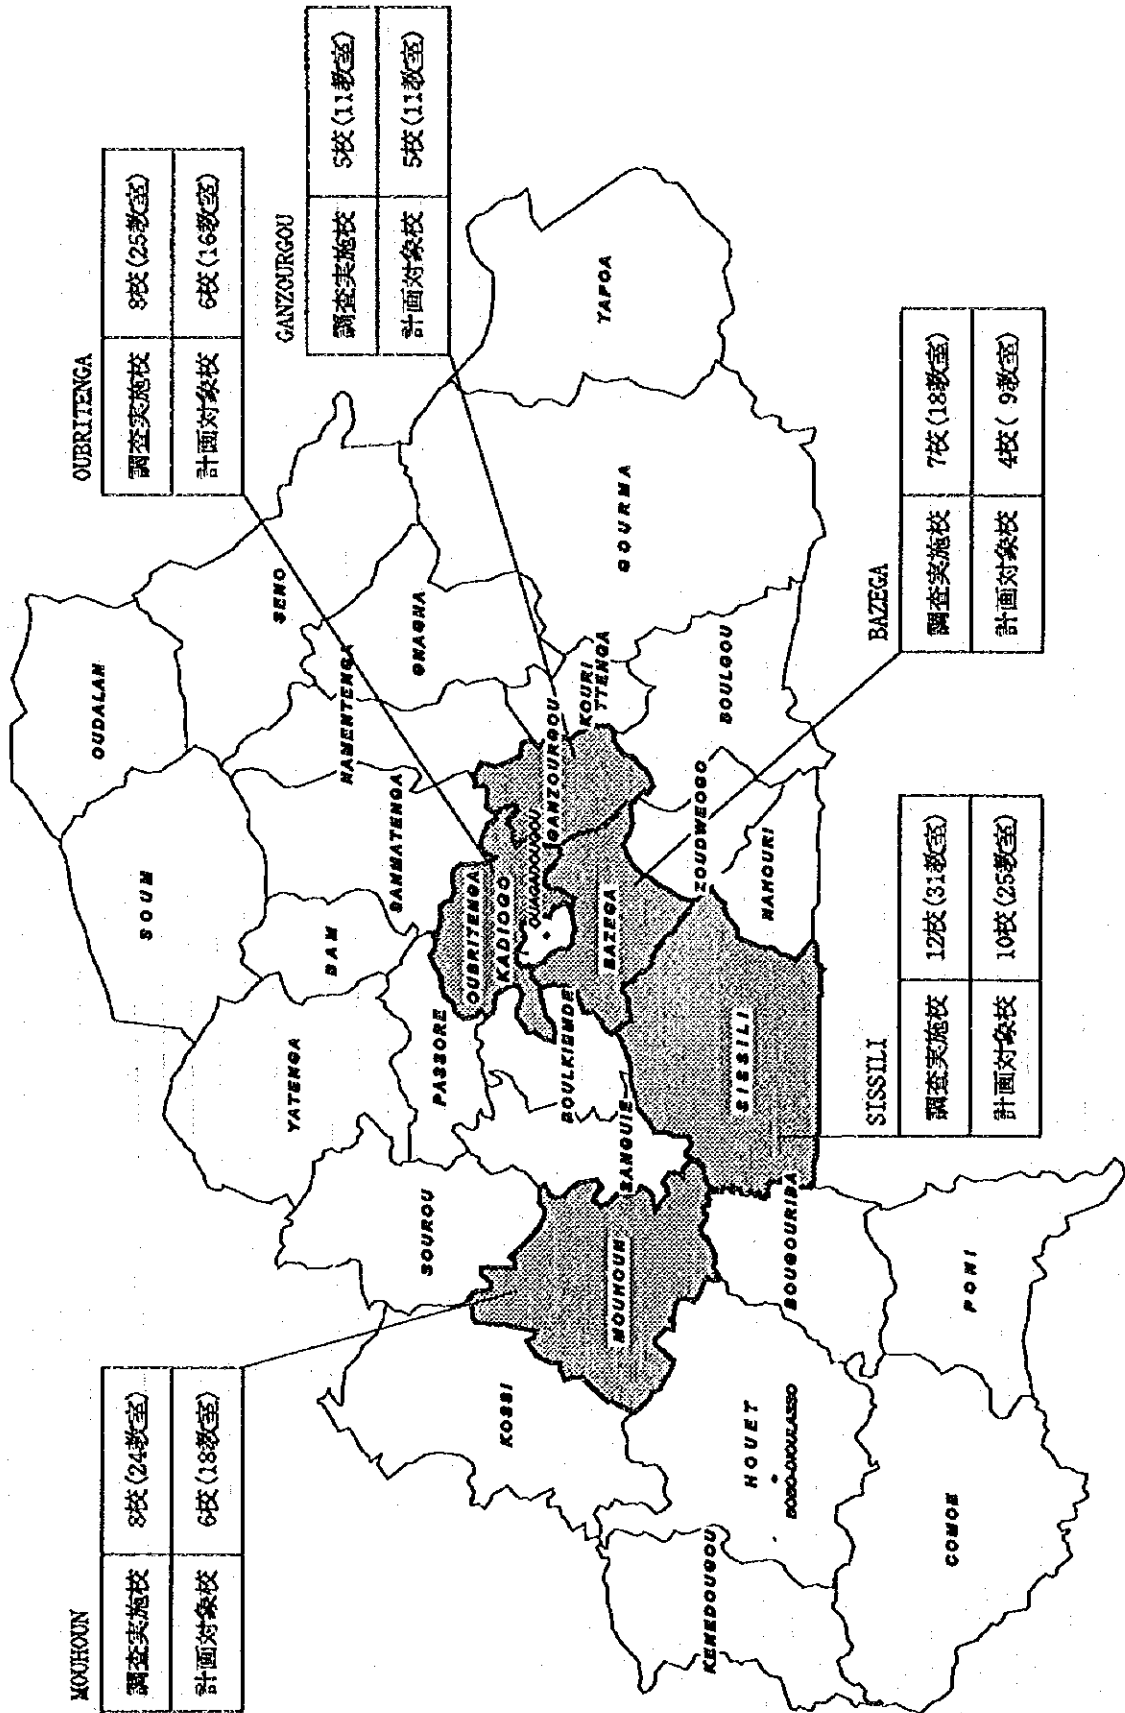 MOUHOUN
調査実施校 8校(24教室)
計画対象校 6校(18教室)
OUBRITENGA
調査実施校 8校(25教室)
計画対象校 6校(16教室)
GANZOURGOU
調査実施校 5校(11教室)
計画対象校 5校(11教室)
SISSILI
調査実施校 12校(31教室)
計画対象校 10校(25教室)
BAZEGA
調査実施校 7校(18教室)
計画対象校 4校( 9教室)
OUDALAN
SOUM
SENO
YATENGA
BAM
NAMENTENGA
SANMATENGA
GNAGNA
SOUROU
PASSORE
OUBRITENGA
KADIOGO
OUAGADOUGOU
GANZOURGOU
KOURI
TTENGA
TAPOA
GOURMA
KOSSI
MOUHOUN
SANGUIE
BOULKIEMDE
BAZEGA
BOULGOU
ZOUDWEOGO
NAHOURI
SISSILI
KENEDOUGOU
HOUET
BOBO-DIOULASSO
BOUGOURIBA
COMOE
PONI